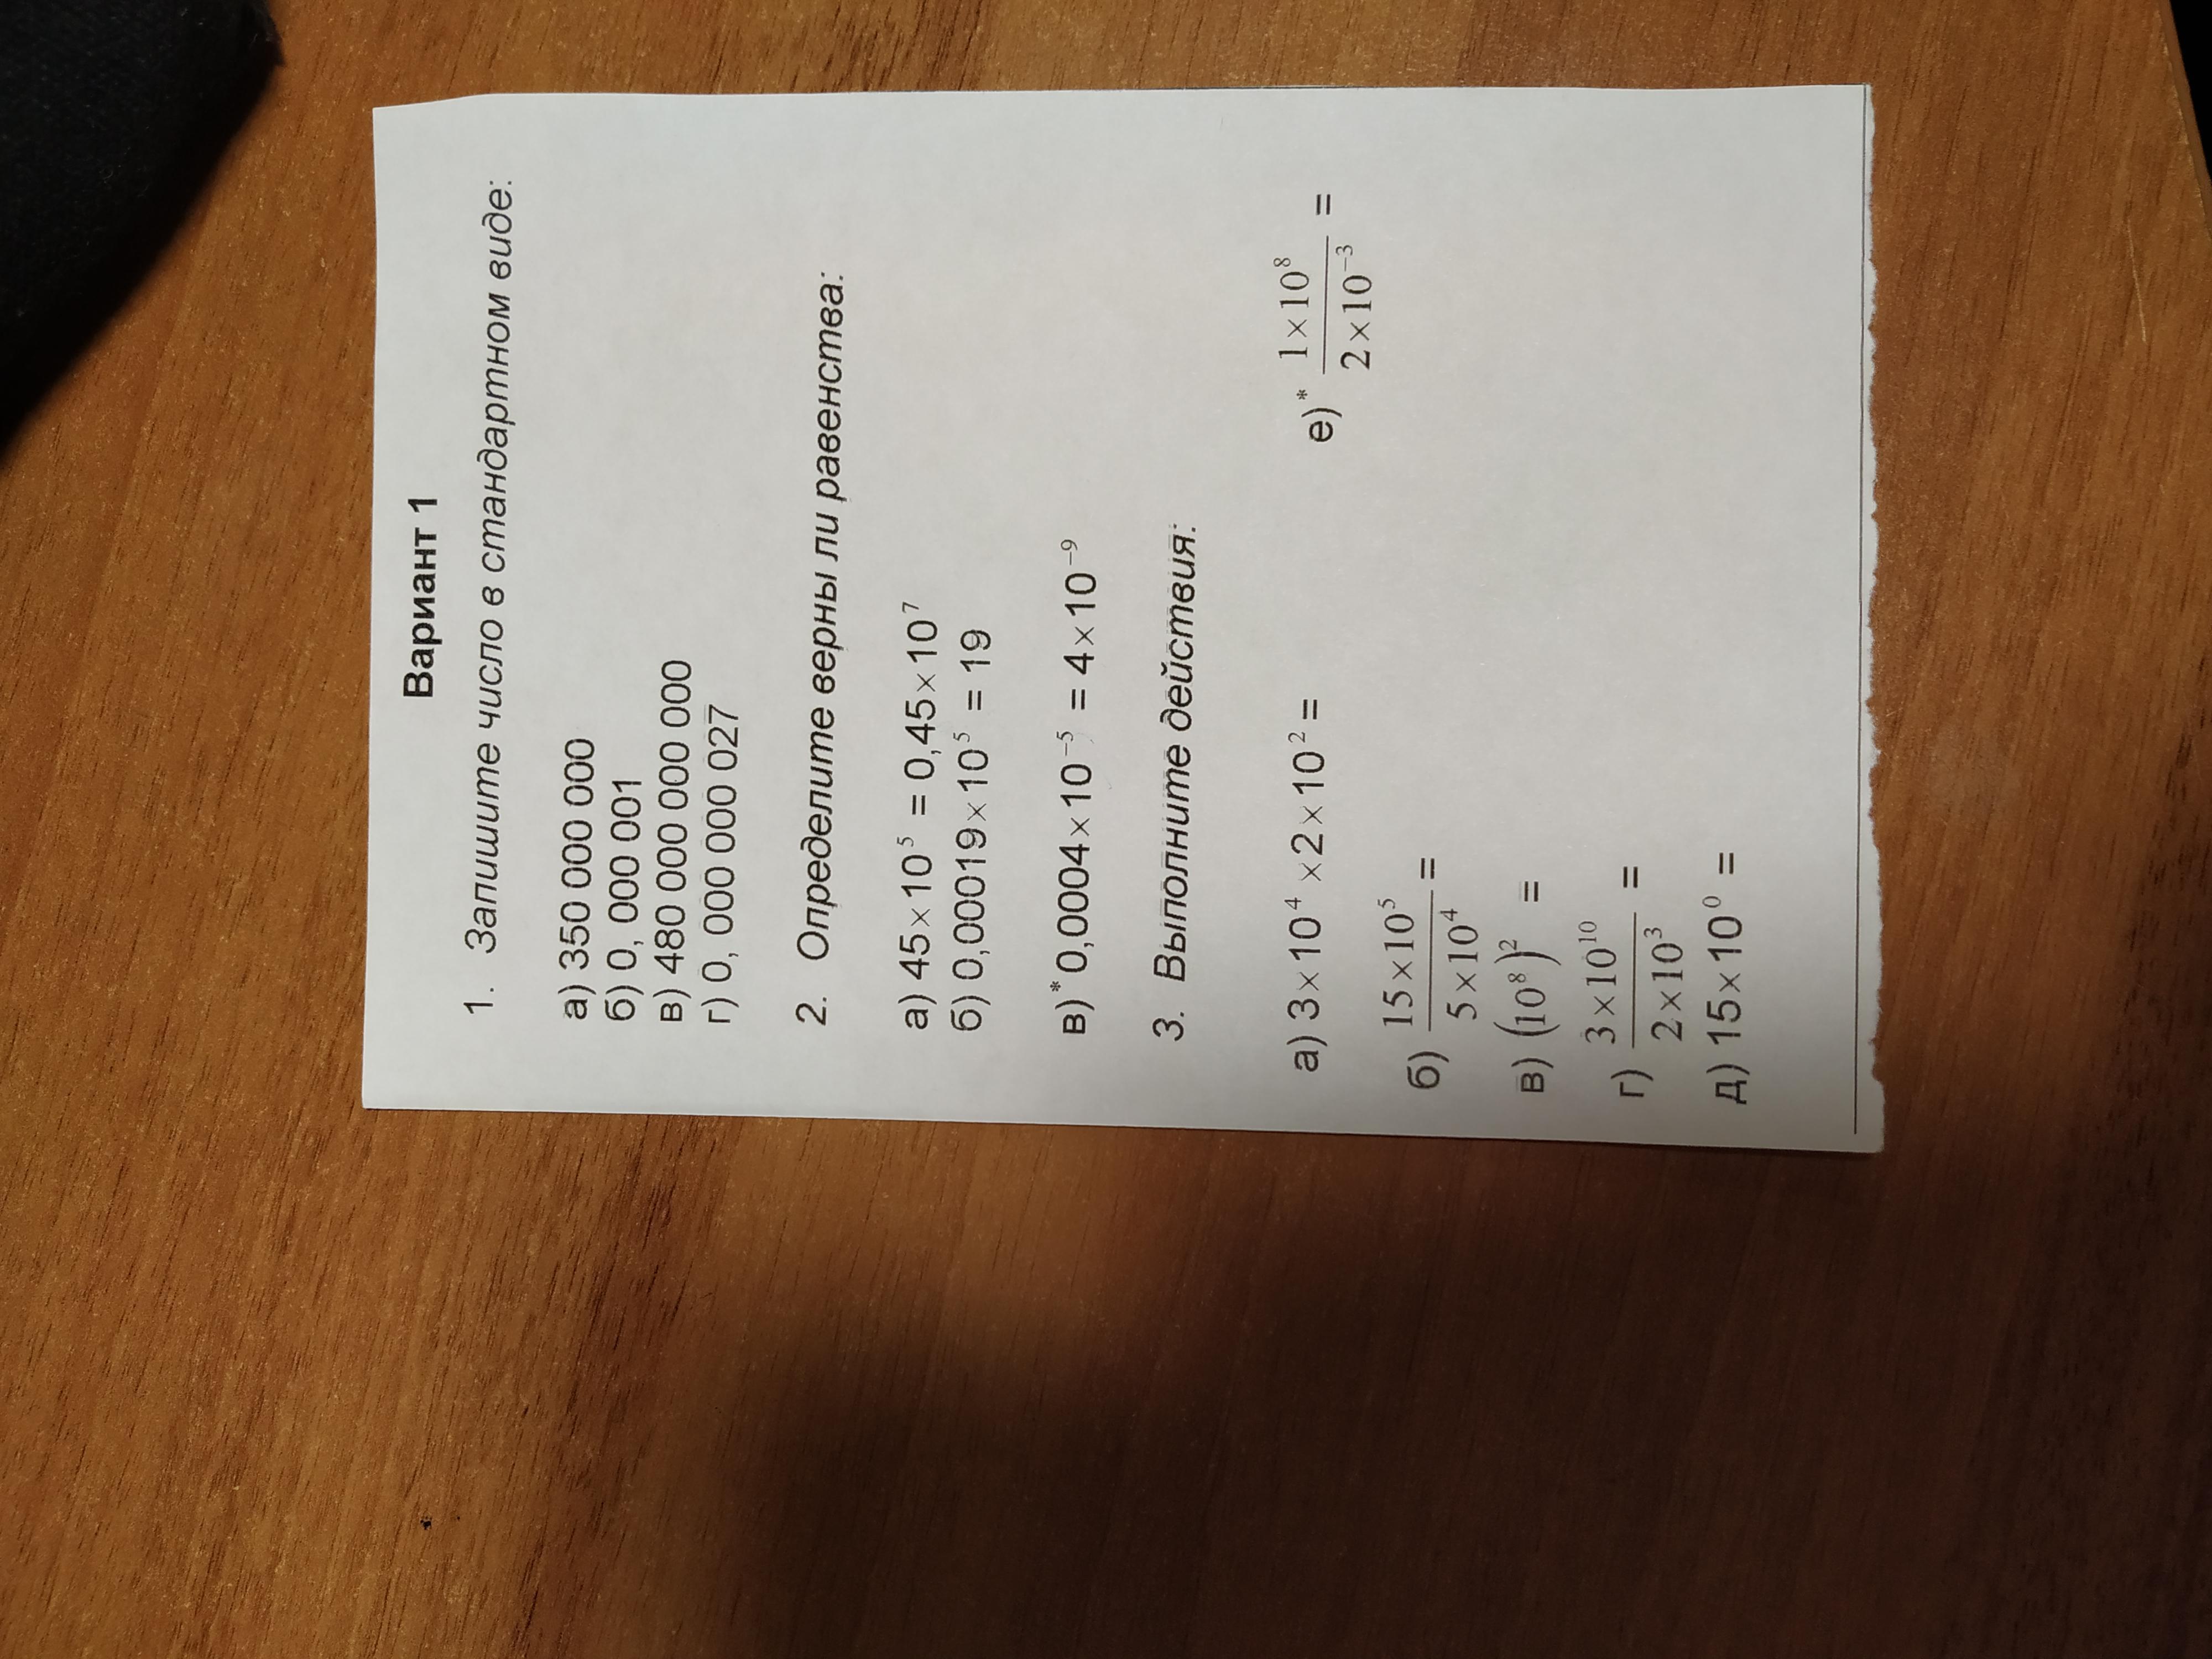 Вариант 1
1. Запишите число в стандартном виде:
а) 350 000 000
б) 0, 000 001
в) 480 000 000 000
г) 0, 000 000 027
2. Определите верны ли равенства:
а) 45×10⁵ = 0,45×10⁷
б) 0,00019×10⁵ = 19
в)* 0,0004×10⁻⁵ = 4×10⁻⁹
3. Выполните действия:
а) 3×10⁴ ×2×10² =
б) 15×10⁵ / 5×10⁴ =
в) (10⁸)² =
г) 3×10¹⁰ / 2×10³ =
д) 15×10⁰ =
е)* 1×10⁸ / 2×10⁻³ =